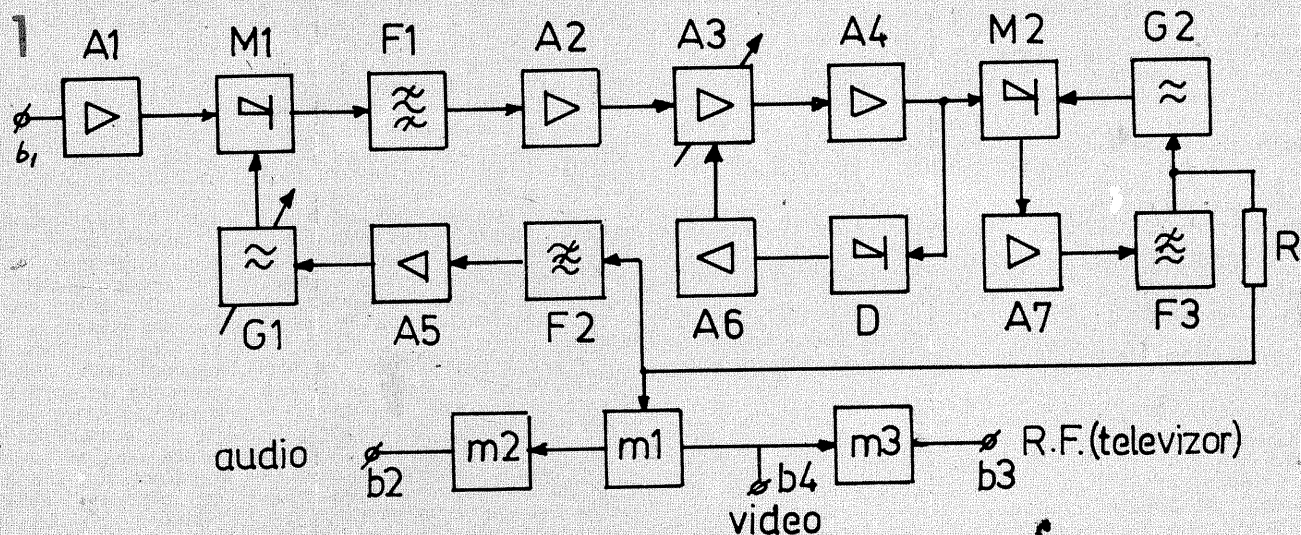 1
A1 M1 F1 A2 A3 A4 M2 G2
b1
G1 A5 F2 A6 D A7 F3 R
audio m2 m1 m3 R.F.(televizor)
b2 b4 b3
video